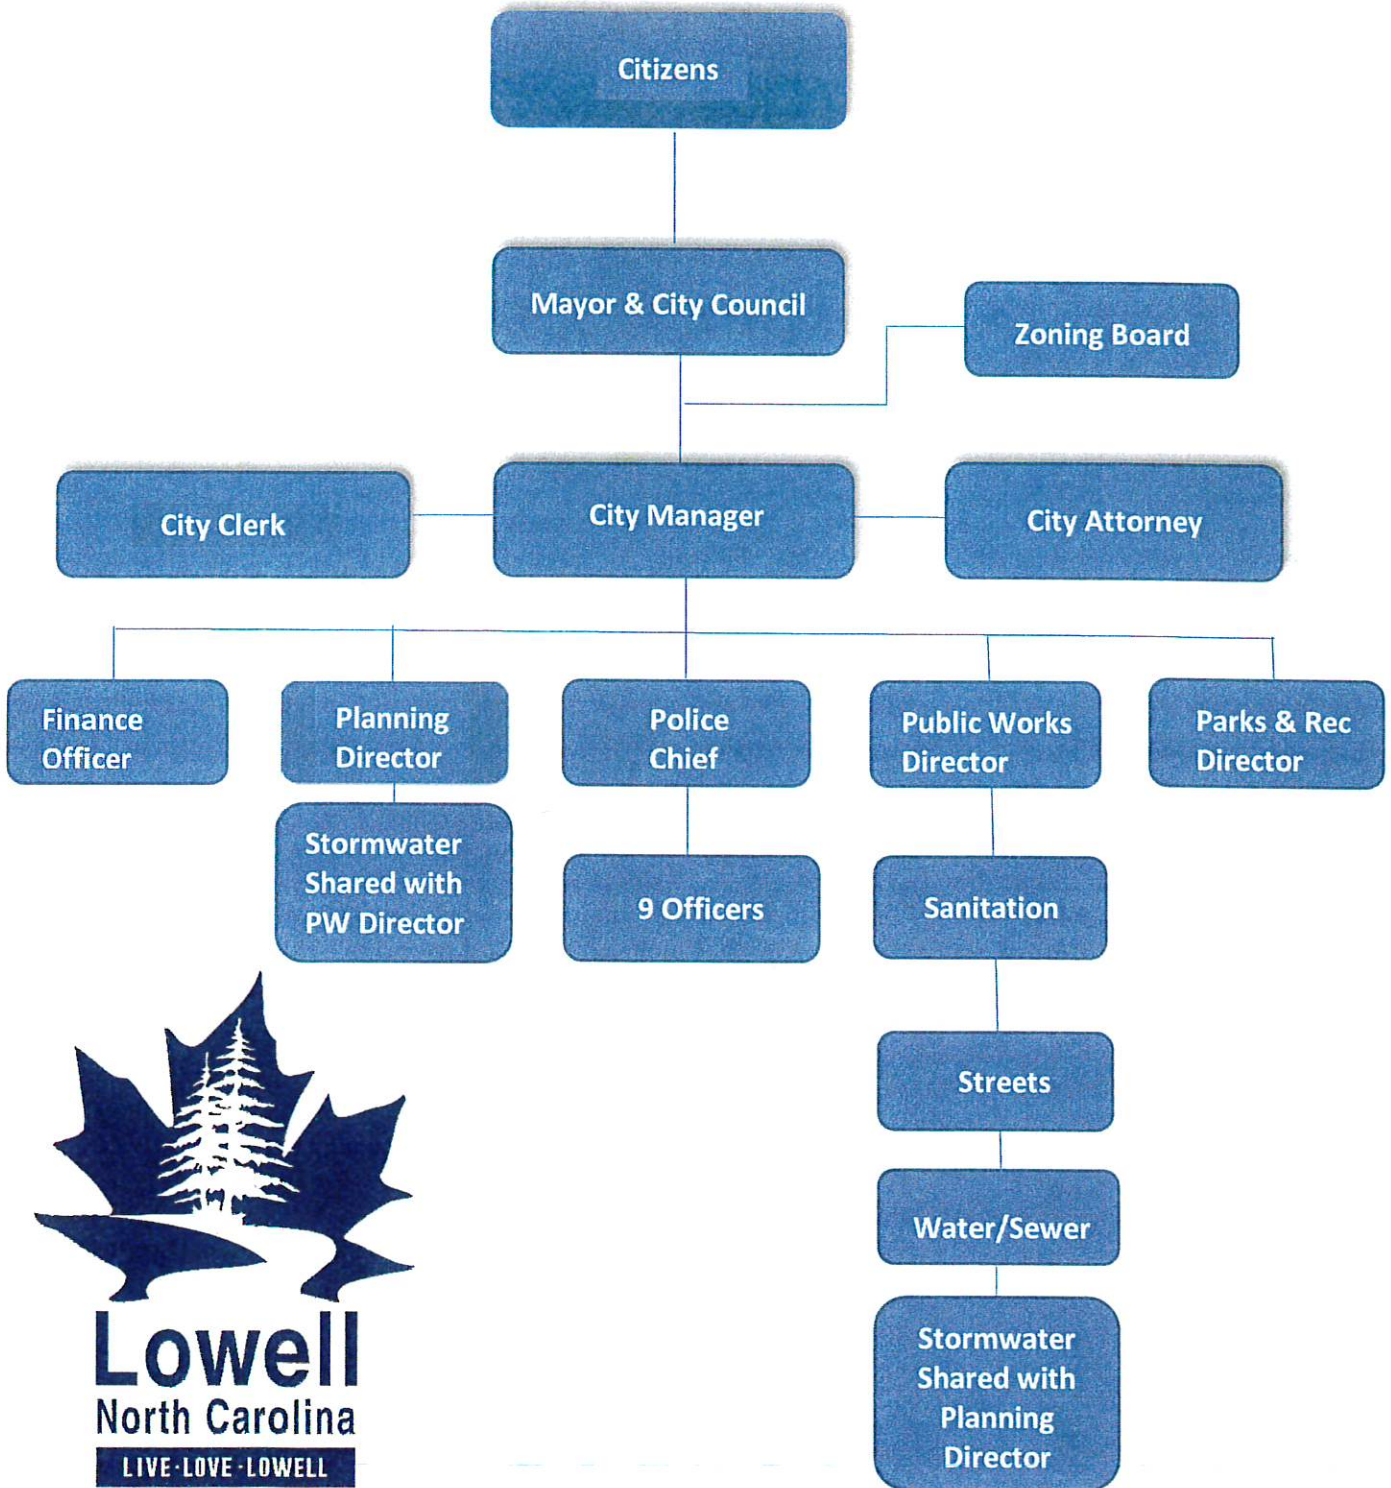 Citizens
Mayor & City Council
Zoning Board
City Clerk
City Manager
City Attorney
Finance
Officer
Planning
Director
Police
Chief
Public Works
Director
Parks & Rec
Director
Stormwater
Shared with
PW Director
9 Officers
Sanitation
Streets
Water/Sewer
Stormwater
Shared with
Planning
Director
Lowell
North Carolina
LIVE·LOVE·LOWELL